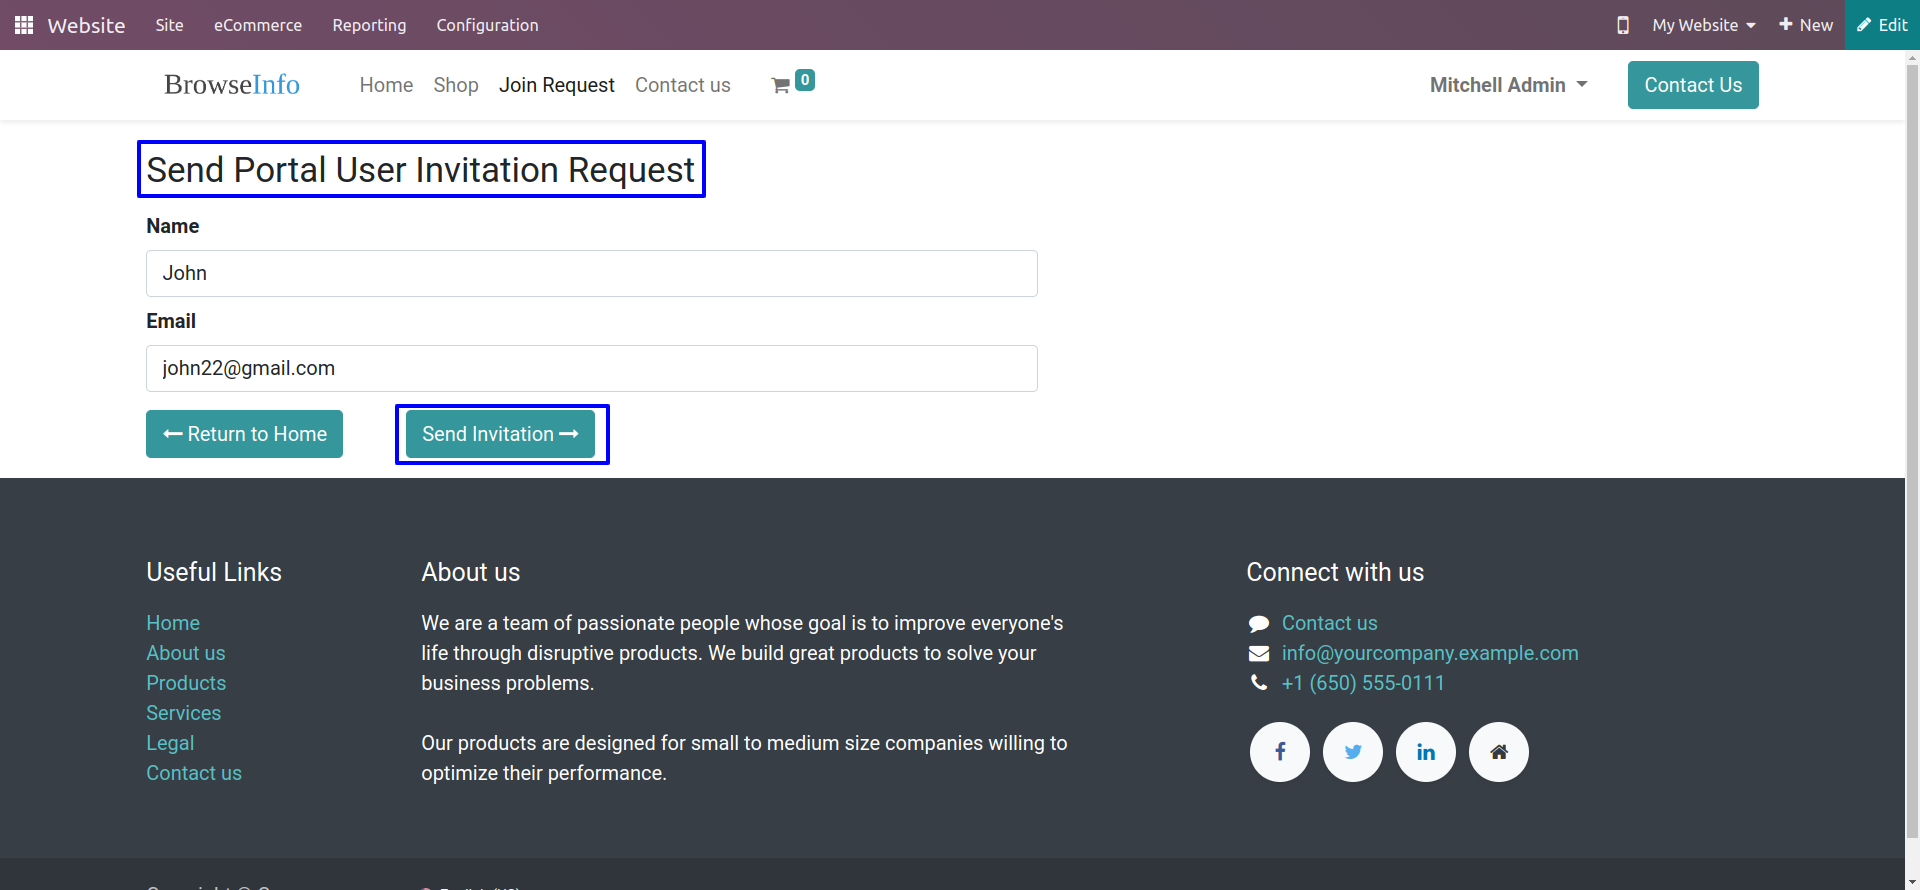 Website Site eCommerce Reporting Configuration My Website New Edit
BrowseInfo Home Shop Join Request Contact us 0 Mitchell Admin Contact Us
Send Portal User Invitation Request
Name
John
Email
john22@gmail.com
Return to Home Send Invitation
Useful Links
Home
About us
Products
Services
Legal
Contact us
About us
We are a team of passionate people whose goal is to improve everyone's
life through disruptive products. We build great products to solve your
business problems.
Our products are designed for small to medium size companies willing to
optimize their performance.
Connect with us
Contact us
info@yourcompany.example.com
+1 (650) 555-0111